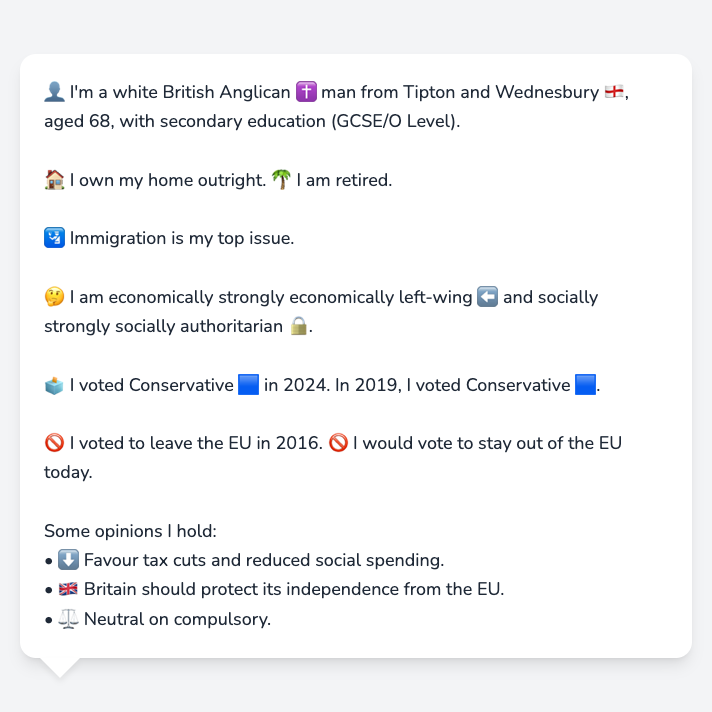 👤 I'm a white British Anglican ✝️ man from Tipton and Wednesbury 🏴󠁧󠁢󠁥󠁮󠁧󠁿,
aged 68, with secondary education (GCSE/O Level).
🏠 I own my home outright. 🌴 I am retired.
🛂 Immigration is my top issue.
🤔 I am economically strongly economically left-wing ⬅️ and socially
strongly socially authoritarian 🔒.
🗳️ I voted Conservative 🟦 in 2024. In 2019, I voted Conservative 🟦.
🚫 I voted to leave the EU in 2016. 🚫 I would vote to stay out of the EU
today.
Some opinions I hold:
• ⬇️ Favour tax cuts and reduced social spending.
• 🇬🇧 Britain should protect its independence from the EU.
• ⚖️ Neutral on compulsory.